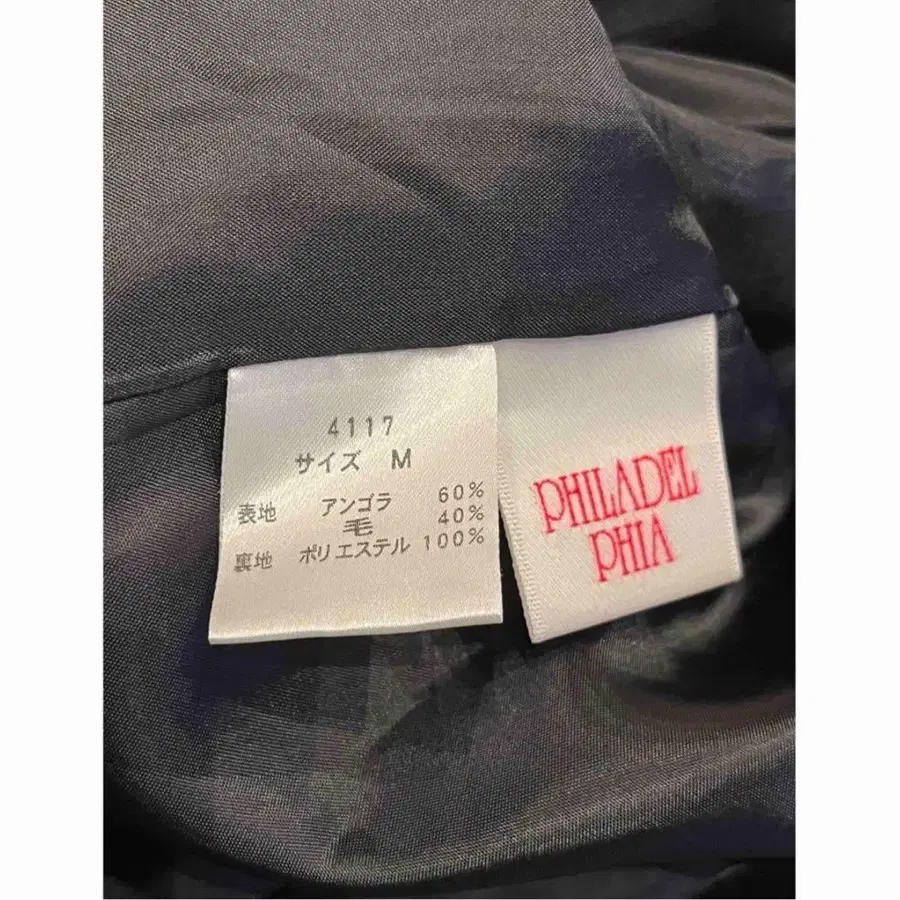 4117
サイズ M
表地 アンゴラ 60%
毛 40%
裏地 ポリエステル 100%
PHILADEL
PHIA